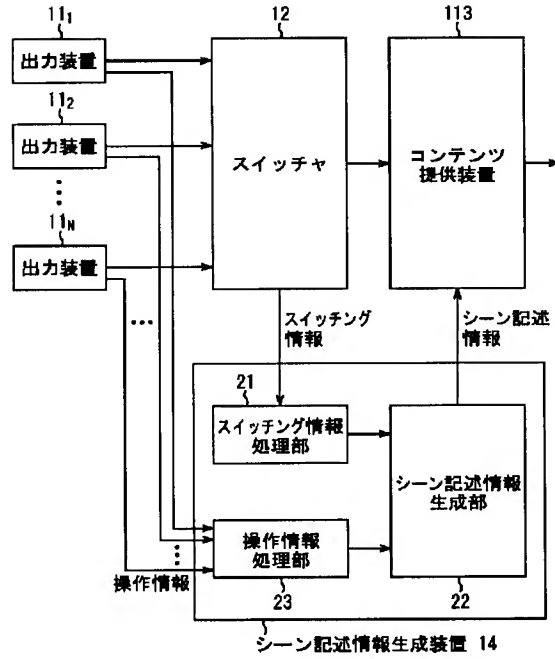 11₁
出力装置
11₂
出力装置
11N
出力装置
12
スイッチャ
113
コンテンツ
提供装置
スイッチング
情報
シーン記述
情報
21
スイッチング情報
処理部
シーン記述情報
生成部
操作情報
処理部
操作情報
23
22
シーン記述情報生成装置 14